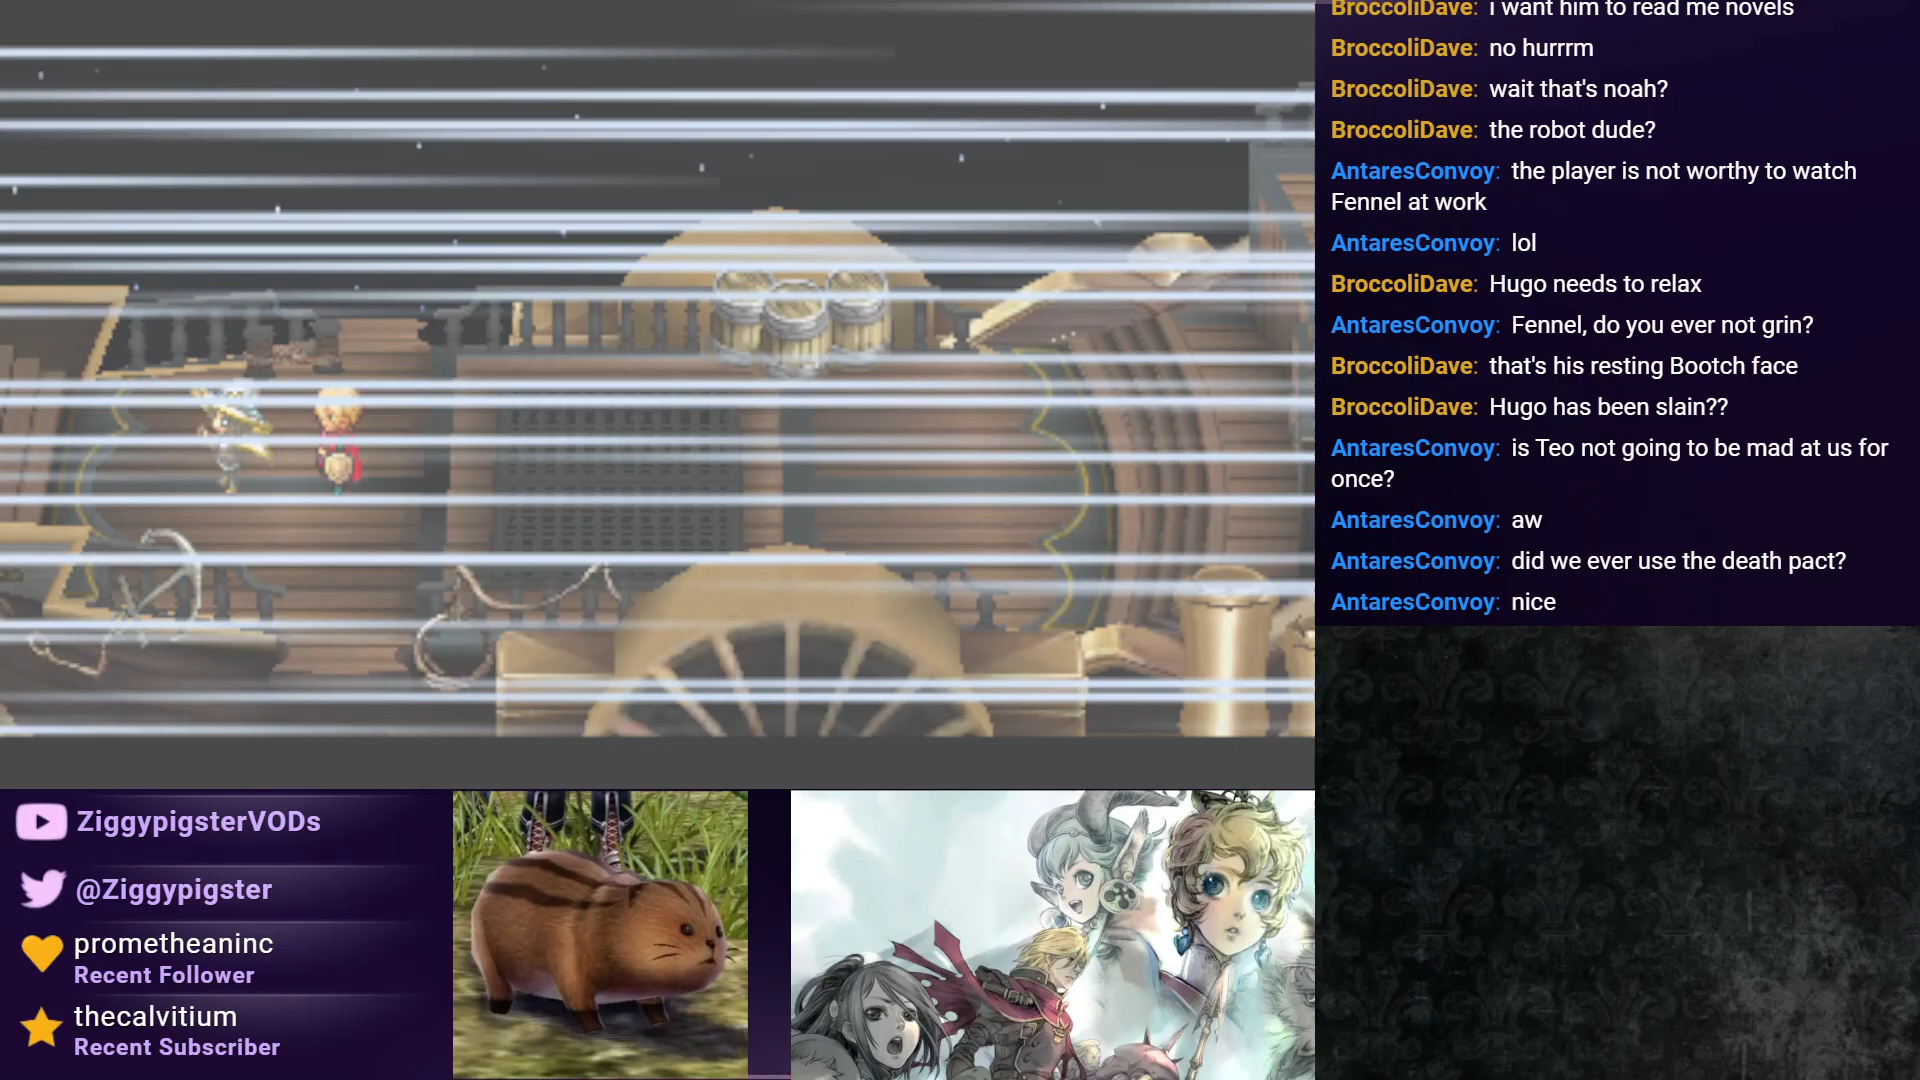 BroccoliDave: i want him to read me novels
BroccoliDave: no hurrrm
BroccoliDave: wait that's noah?
BroccoliDave: the robot dude?
AntaresConvoy: the player is not worthy to watch
Fennel at work
AntaresConvoy: lol
BroccoliDave: Hugo needs to relax
AntaresConvoy: Fennel, do you ever not grin?
BroccoliDave: that's his resting Bootch face
BroccoliDave: Hugo has been slain??
AntaresConvoy: is Teo not going to be mad at us for
once?
AntaresConvoy: aw
AntaresConvoy: did we ever use the death pact?
AntaresConvoy: nice
ZiggypigsterVODs
@Ziggypigster
prometheaninc
Recent Follower
thecalvitium
Recent Subscriber